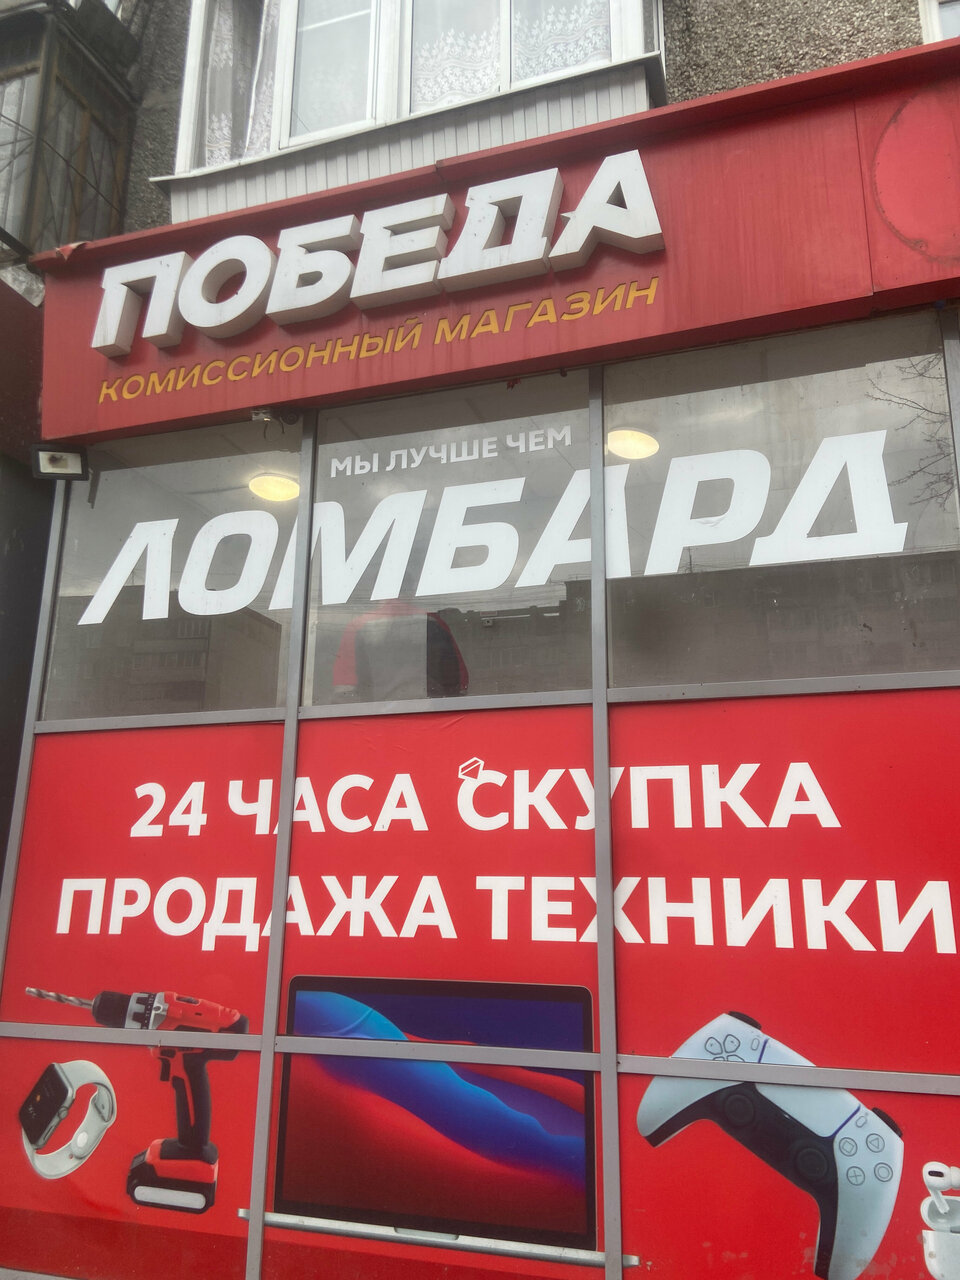 ПОБЕДА
КОМИССИОННЫЙ МАГАЗИН
МЫ ЛУЧШЕ ЧЕМ
ЛОМБАРД
24 ЧАСА СКУПКА
ПРОДАЖА ТЕХНИКИ